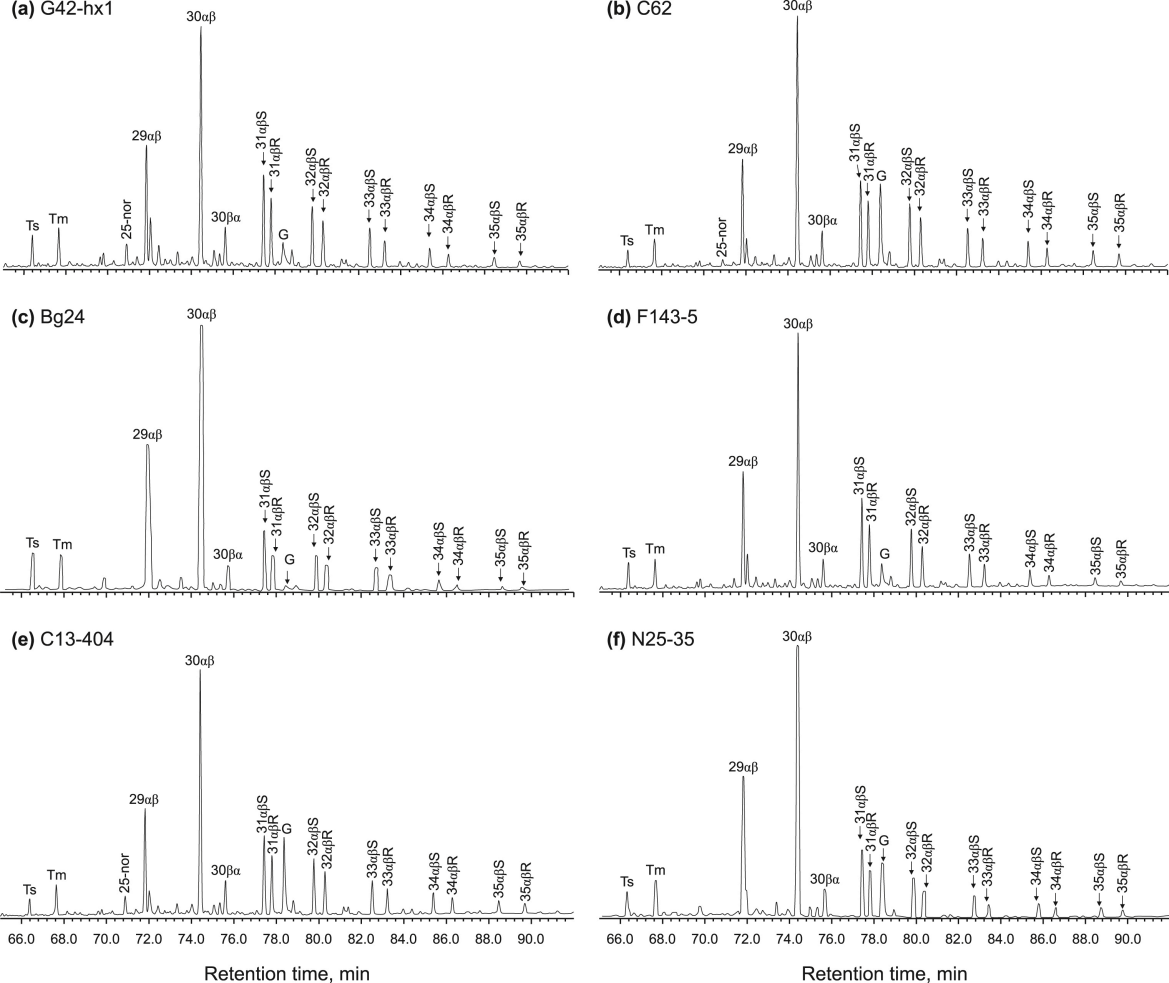 (a) G42-hx1
Ts
Tm
25-nor
29αβ
30αβ
30βα
31αβS
31αβR
G
32αβS
32αβR
33αβS
33αβR
34αβS
34αβR
35αβS
35αβR
(b) C62
Ts
Tm
25-nor
29αβ
30αβ
30βα
31αβS
31αβR
G
32αβS
32αβR
33αβS
33αβR
34αβS
34αβR
35αβS
35αβR
(c) Bg24
Ts
Tm
29αβ
30αβ
30βα
31αβS
31αβR
G
32αβS
32αβR
33αβS
33αβR
34αβS
34αβR
35αβS
35αβR
(d) F143-5
Ts
Tm
29αβ
30αβ
30βα
31αβS
31αβR
G
32αβS
32αβR
33αβS
33αβR
34αβS
34αβR
35αβS
35αβR
(e) C13-404
Ts
Tm
25-nor
29αβ
30αβ
30βα
31αβS
31αβR
G
32αβS
32αβR
33αβS
33αβR
34αβS
34αβR
35αβS
35αβR
66.0 68.0 70.0 72.0 74.0 76.0 78.0 80.0 82.0 84.0 86.0 88.0 90.0
Retention time, min
(f) N25-35
Ts
Tm
29αβ
30αβ
30βα
31αβS
31αβR
G
32αβS
32αβR
33αβS
33αβR
34αβS
34αβR
35αβS
35αβR
66.0 68.0 70.0 72.0 74.0 76.0 78.0 80.0 82.0 84.0 86.0 88.0 90.0
Retention time, min